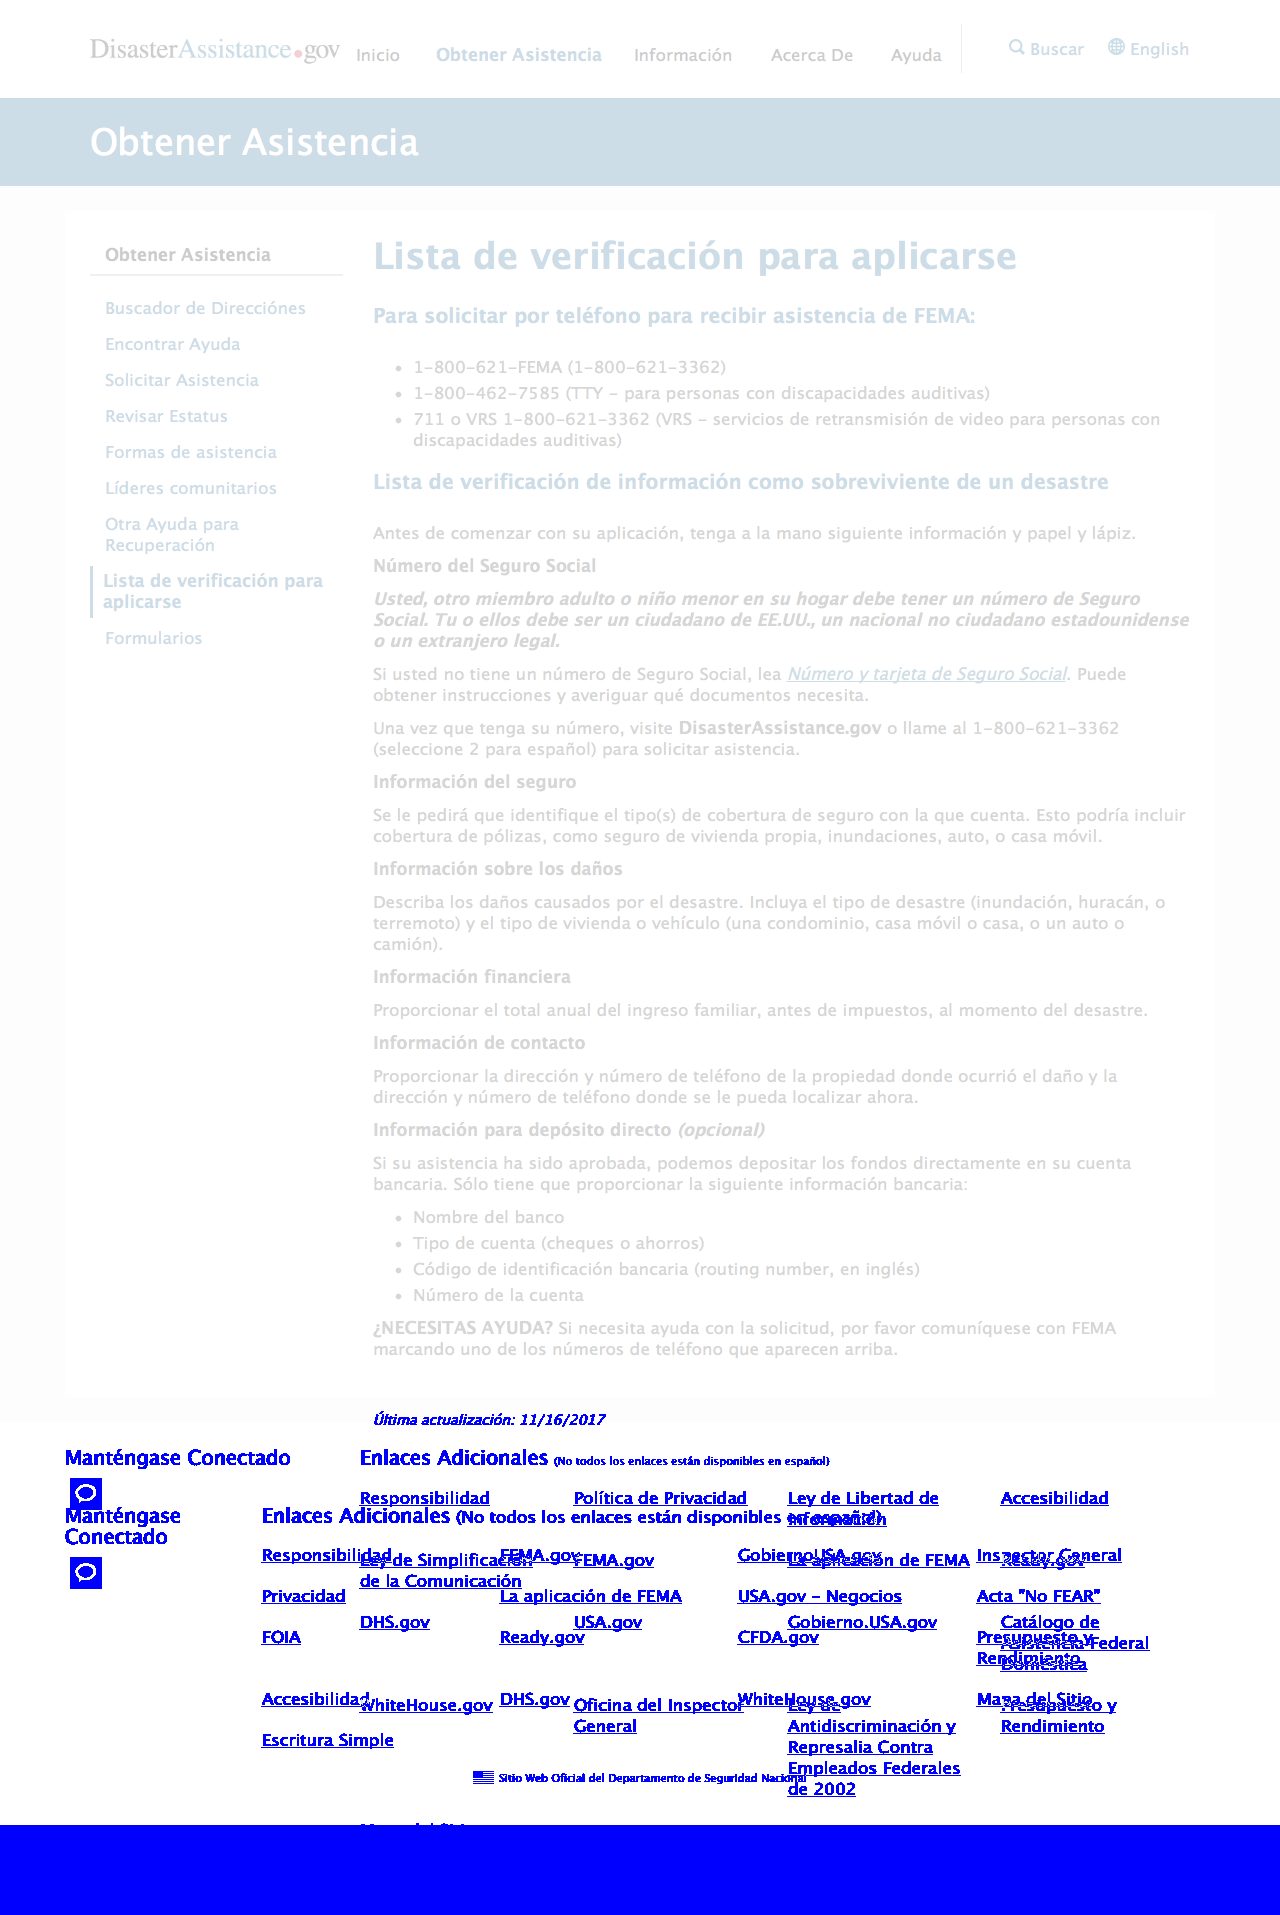 DisasterAssistance.gov
Inicio
Obtener Asistencia
Información
Acerca De
Ayuda
Buscar
English
Obtener Asistencia
Obtener Asistencia
Buscador de Direcciónes
Encontrar Ayuda
Solicitar Asistencia
Revisar Estatus
Formas de asistencia
Líderes comunitarios
Otra Ayuda para
Recuperación
Lista de verificación para
aplicarse
Formularios
Lista de verificación para aplicarse
Para solicitar por teléfono para recibir asistencia de FEMA:
• 1-800-621-FEMA (1-800-621-3362)
• 1-800-462-7585 (TTY - para personas con discapacidades auditivas)
• 711 o VRS 1-800-621-3362 (VRS - servicios de retransmisión de video para personas con
discapacidades auditivas)
Lista de verificación de información como sobreviviente de un desastre
Antes de comenzar con su aplicación, tenga a la mano siguiente información y papel y lápiz.
Número del Seguro Social
Usted, otro miembro adulto o niño menor en su hogar debe tener un número de Seguro
Social. Tu o ellos debe ser un ciudadano de EE.UU., un nacional no ciudadano estadounidense
o un extranjero legal.
Si usted no tiene un número de Seguro Social, lea Número y tarjeta de Seguro Social. Puede
obtener instrucciones y averiguar qué documentos necesita.
Una vez que tenga su número, visite DisasterAssistance.gov o llame al 1-800-621-3362
(seleccione 2 para español) para solicitar asistencia.
Información del seguro
Se le pedirá que identifique el tipo(s) de cobertura de seguro con la que cuenta. Esto podría incluir
cobertura de pólizas, como seguro de vivienda propia, inundaciones, auto, o casa móvil.
Información sobre los daños
Describa los daños causados por el desastre. Incluya el tipo de desastre (inundación, huracán, o
terremoto) y el tipo de vivienda o vehículo (una condominio, casa móvil o casa, o un auto o
camión).
Información financiera
Proporcionar el total anual del ingreso familiar, antes de impuestos, al momento del desastre.
Información de contacto
Proporcionar la dirección y número de teléfono de la propiedad donde ocurrió el daño y la
dirección y número de teléfono donde se le pueda localizar ahora.
Información para depósito directo (opcional)
Si su asistencia ha sido aprobada, podemos depositar los fondos directamente en su cuenta
bancaria. Sólo tiene que proporcionar la siguiente información bancaria:
• Nombre del banco
• Tipo de cuenta (cheques o ahorros)
• Código de identificación bancaria (routing number, en inglés)
• Número de la cuenta
¿NECESITAS AYUDA? Si necesita ayuda con la solicitud, por favor comuníquese con FEMA
marcando uno de los números de teléfono que aparecen arriba.
Última actualización: 11/16/2017
Manténgase Conectado
Enlaces Adicionales (No todos los enlaces están disponibles en español)
Responsibilidad
Política de Privacidad
Ley de Libertad de
Información
Accesibilidad
Ley de Simplificación
de la Comunicación
FEMA.gov
La aplicación de FEMA
Ready.gov
DHS.gov
USA.gov
Gobierno.USA.gov
Catálogo de
Asistencia Federal
Doméstica
WhiteHouse.gov
Oficina del Inspector
General
Ley de
Antidiscriminación y
Represalia Contra
Empleados Federales
de 2002
Presupuesto y
Rendimiento
Manténgase
Conectado
Enlaces Adicionales (No todos los enlaces están disponibles en español)
Responsibilidad
FEMA.gov
GobiernoUSA.gov
Inspector General
Privacidad
La aplicación de FEMA
USA.gov - Negocios
Acta "No FEAR"
FOIA
Ready.gov
CFDA.gov
Presupuesto y
Rendimiento
Accesibilidad
DHS.gov
WhiteHouse.gov
Mapa del Sitio
Escritura Simple
Sitio Web Oficial del Departamento de Seguridad Nacional